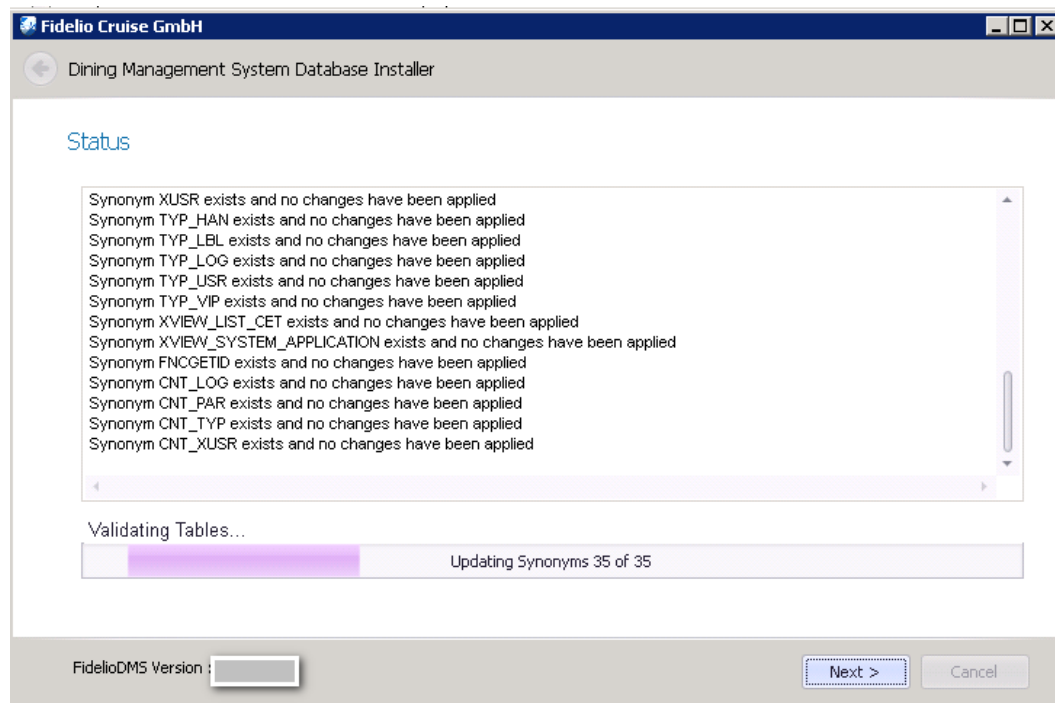 Fidelio Cruise GmbH
Dining Management System Database Installer
Status
Synonym XUSR exists and no changes have been applied
Synonym TYP_HAN exists and no changes have been applied
Synonym TYP_LBL exists and no changes have been applied
Synonym TYP_LOG exists and no changes have been applied
Synonym TYP_USR exists and no changes have been applied
Synonym TYP_VIP exists and no changes have been applied
Synonym XVIEW_LIST_CET exists and no changes have been applied
Synonym XVIEW_SYSTEM_APPLICATION exists and no changes have been applied
Synonym FNCGETID exists and no changes have been applied
Synonym CNT_LOG exists and no changes have been applied
Synonym CNT_PAR exists and no changes have been applied
Synonym CNT_TYP exists and no changes have been applied
Synonym CNT_XUSR exists and no changes have been applied
Validating Tables...
Updating Synonyms 35 of 35
FidelioDMS Version :
Next >
Cancel